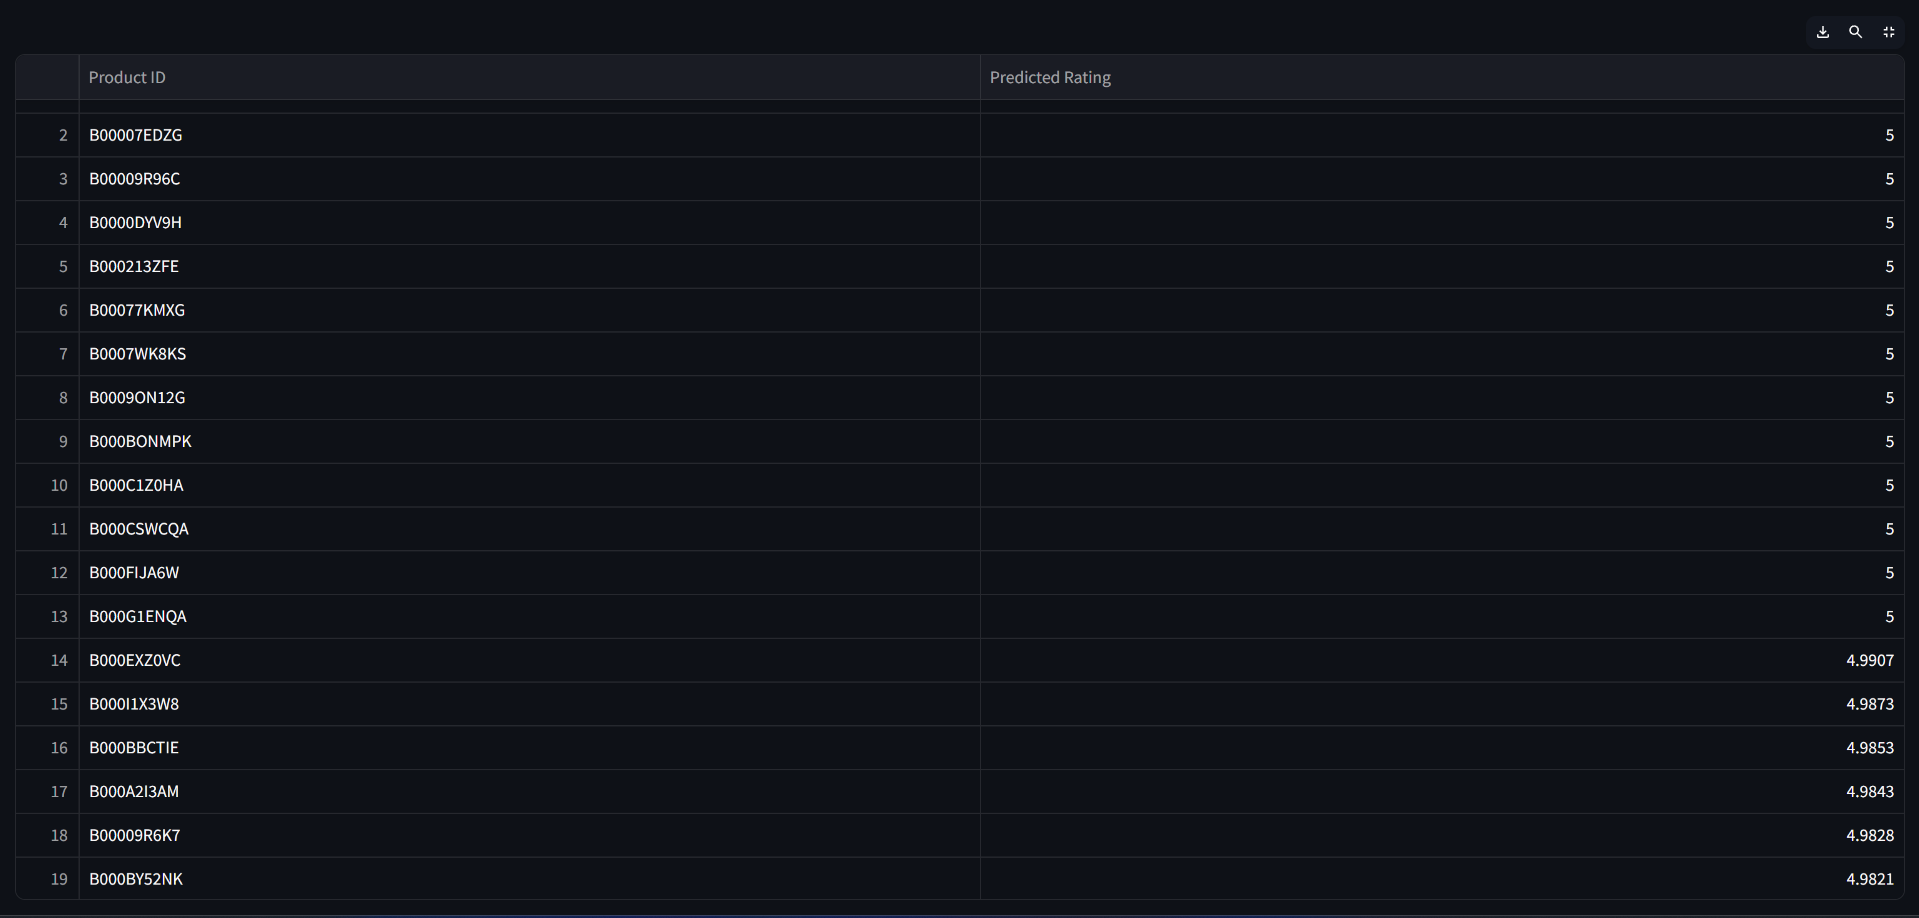 Product ID Predicted Rating
2 B00007EDZG 5
3 B00009R96C 5
4 B0000DYV9H 5
5 B000213ZFE 5
6 B00077KMXG 5
7 B0007WK8KS 5
8 B0009ON12G 5
9 B000BONMPK 5
10 B000C1Z0HA 5
11 B000CSWCQA 5
12 B000FIJA6W 5
13 B000G1ENQA 5
14 B000EXZ0VC 4.9907
15 B000I1X3W8 4.9873
16 B000BBCTIE 4.9853
17 B000A2I3AM 4.9843
18 B00009R6K7 4.9828
19 B000BY52NK 4.9821